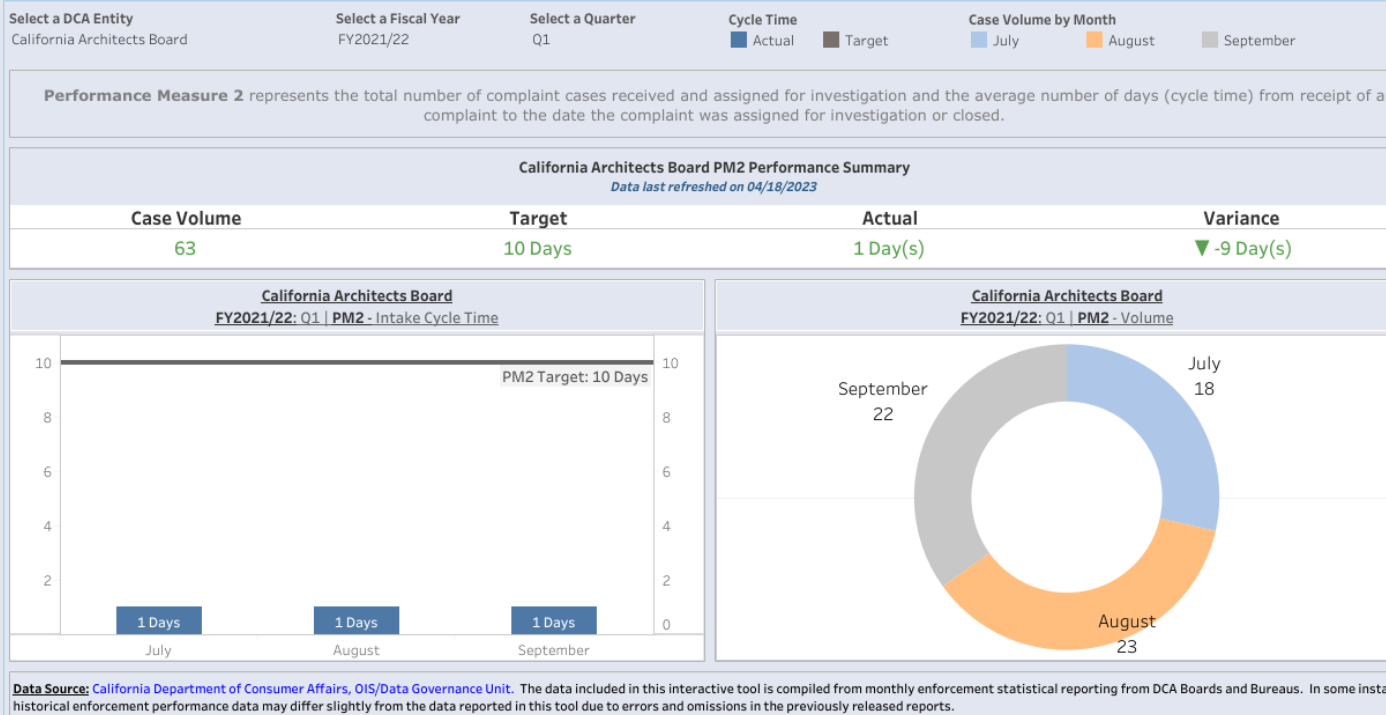 Select a DCA Entity
Select a Fiscal Year
Select a Quarter
Cycle Time
Case Volume by Month
California Architects Board
FY2021/22
Q1
Actual
Target
July
August
September
Performance Measure 2 represents the total number of complaint cases received and assigned for investigation and the average number of days (cycle time) from receipt of a
complaint to the date the complaint was assigned for investigation or closed.
California Architects Board PM2 Performance Summary
Data last refreshed on 04/18/2023
Case Volume
Target
Actual
Variance
63
10 Days
1 Day(s)
▼ -9 Day(s)
California Architects Board
FY2021/22: Q1 | PM2 - Intake Cycle Time
10
8
6
4
2
PM2 Target: 10 Days
10
8
6
4
2
0
1 Days
1 Days
1 Days
July
August
September
California Architects Board
FY2021/22: Q1 | PM2 - Volume
July
18
September
22
August
23
Data Source: California Department of Consumer Affairs, OIS/Data Governance Unit. The data included in this interactive tool is compiled from monthly enforcement statistical reporting from DCA Boards and Bureaus. In some
historical enforcement performance data may differ slightly from the data reported in this tool due to errors and omissions in the previously released reports.